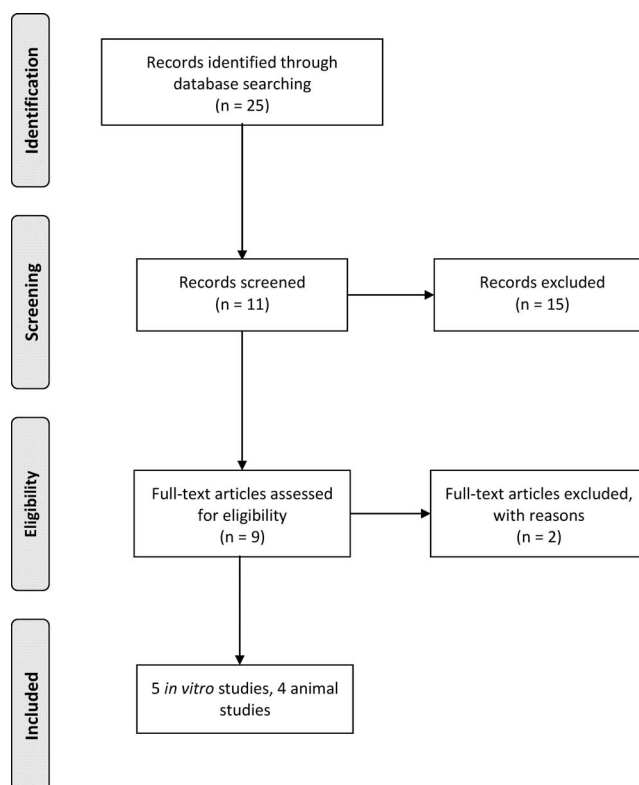 Identification
Records identified through
database searching
(n = 25)
Screening
Records screened
(n = 11)
Records excluded
(n = 15)
Eligibility
Full-text articles assessed
for eligibility
(n = 9)
Full-text articles excluded,
with reasons
(n = 2)
Included
5 in vitro studies, 4 animal
studies